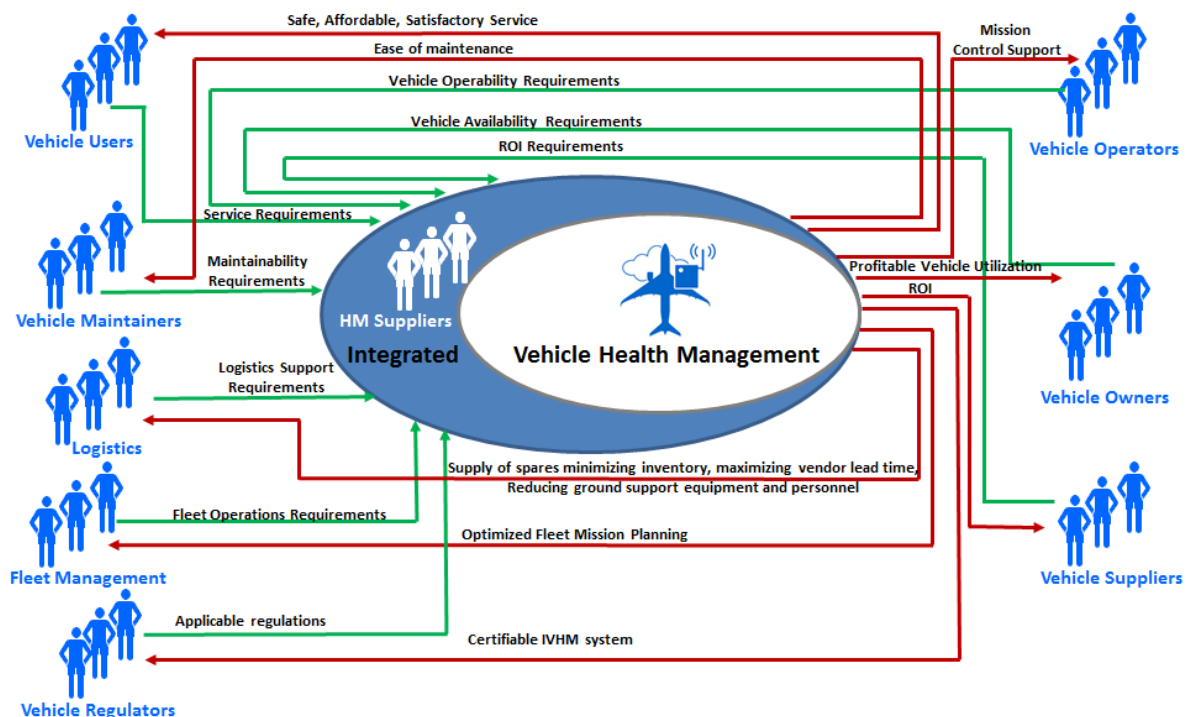 Safe, Affordable, Satisfactory Service
Mission
Control Support
Ease of maintenance
Vehicle Operability Requirements
Vehicle Users
Vehicle Availability Requirements
ROI Requirements
Vehicle Operators
Service Requirements
Maintainability
Requirements
Vehicle Maintainers
Profitable Vehicle Utilization
ROI
HM Suppliers
Integrated
Vehicle Health Management
Logistics Support
Requirements
Vehicle Owners
Logistics
Supply of spares minimizing inventory, maximizing vendor lead time,
Reducing ground support equipment and personnel
Fleet Operations Requirements
Optimized Fleet Mission Planning
Fleet Management
Vehicle Suppliers
Applicable regulations
Certifiable IVHM system
Vehicle Regulators